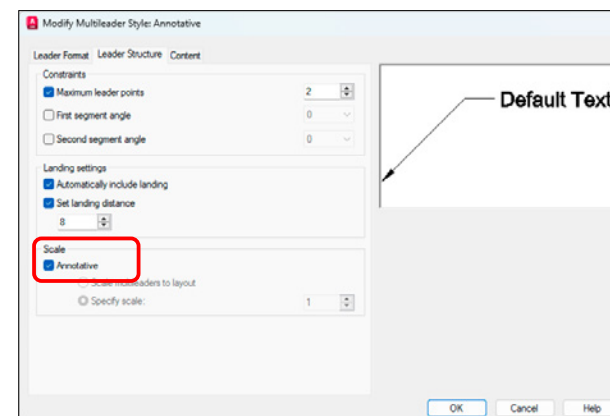 Modify Multileader Style: Annotative
Leader Format Leader Structure Content
Constraints
Maximum leader points 2
First segment angle 0
Second segment angle 0
Default Text
Landing settings
Automatically include landing
Set landing distance
8
Scale
Annotative
Scale multileaders to layout
Specify scale: 1
OK Cancel Help